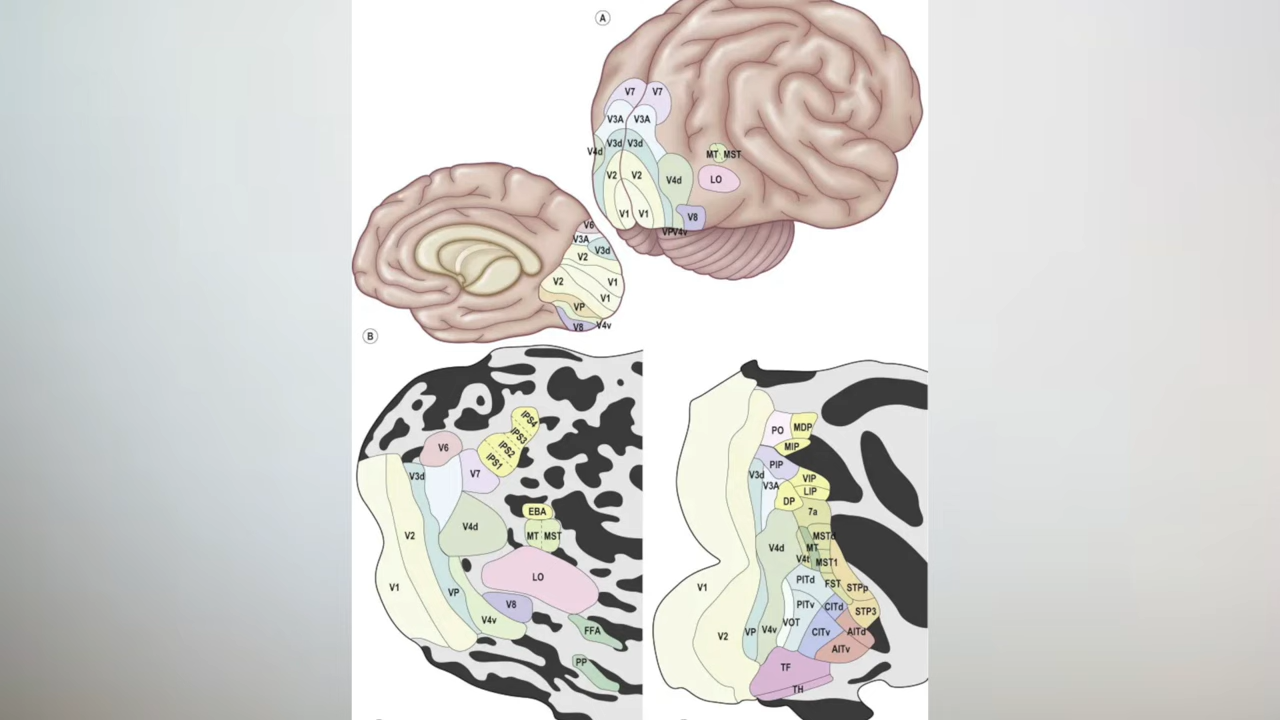 A
V7 V7
V3A V3A
V3d V3d
V4d
MT MST
V2 V2
V4d
LO
V1 V1
V8
VP V4v
V6
V3A
V3d
V2
V2
V1
V1
VP
V8 V4v
B
IPS4
IPS3
IPS2
IPS1
V6
V7
V3d
EBA
V4d
MT MST
V2
LO
V1
VP
V8
V4v
FFA
PP
PO MDP
MIP
PIP
V3d
VIP
V3A
LIP
DP
7a
MSTd
V4d
MT
V4t
MST1
PITd
FST
STPp
V1
PITv
CITd
STP3
VOT
V2
VP
V4v
CITv
AITd
AITv
TF
TH